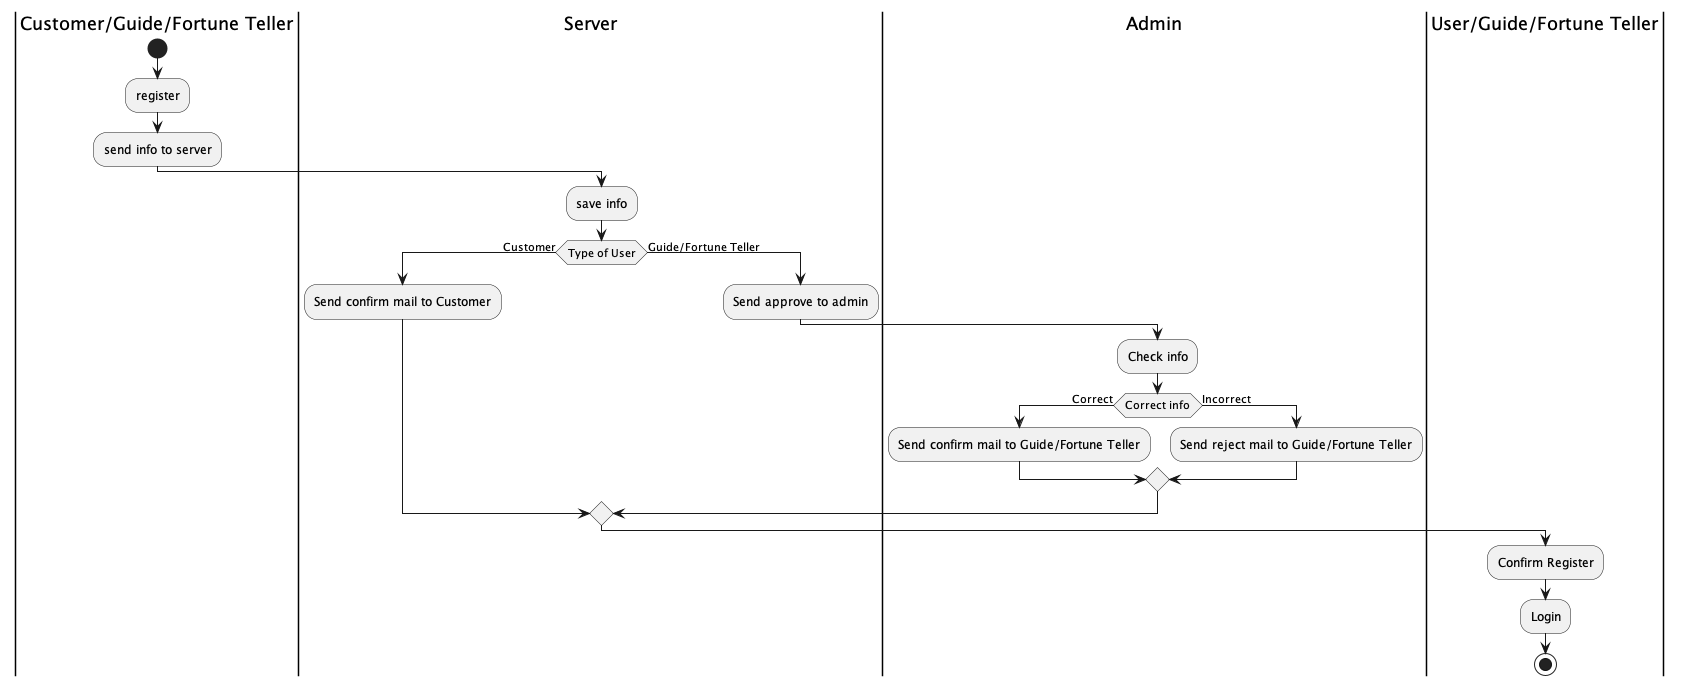 Customer/Guide/Fortune Teller
Server
Admin
User/Guide/Fortune Teller
register
send info to server
save info
Customer
Type of User
Guide/Fortune Teller
Send confirm mail to Customer
Send approve to admin
Check info
Correct
Correct info
Incorrect
Send confirm mail to Guide/Fortune Teller
Send reject mail to Guide/Fortune Teller
Confirm Register
Login